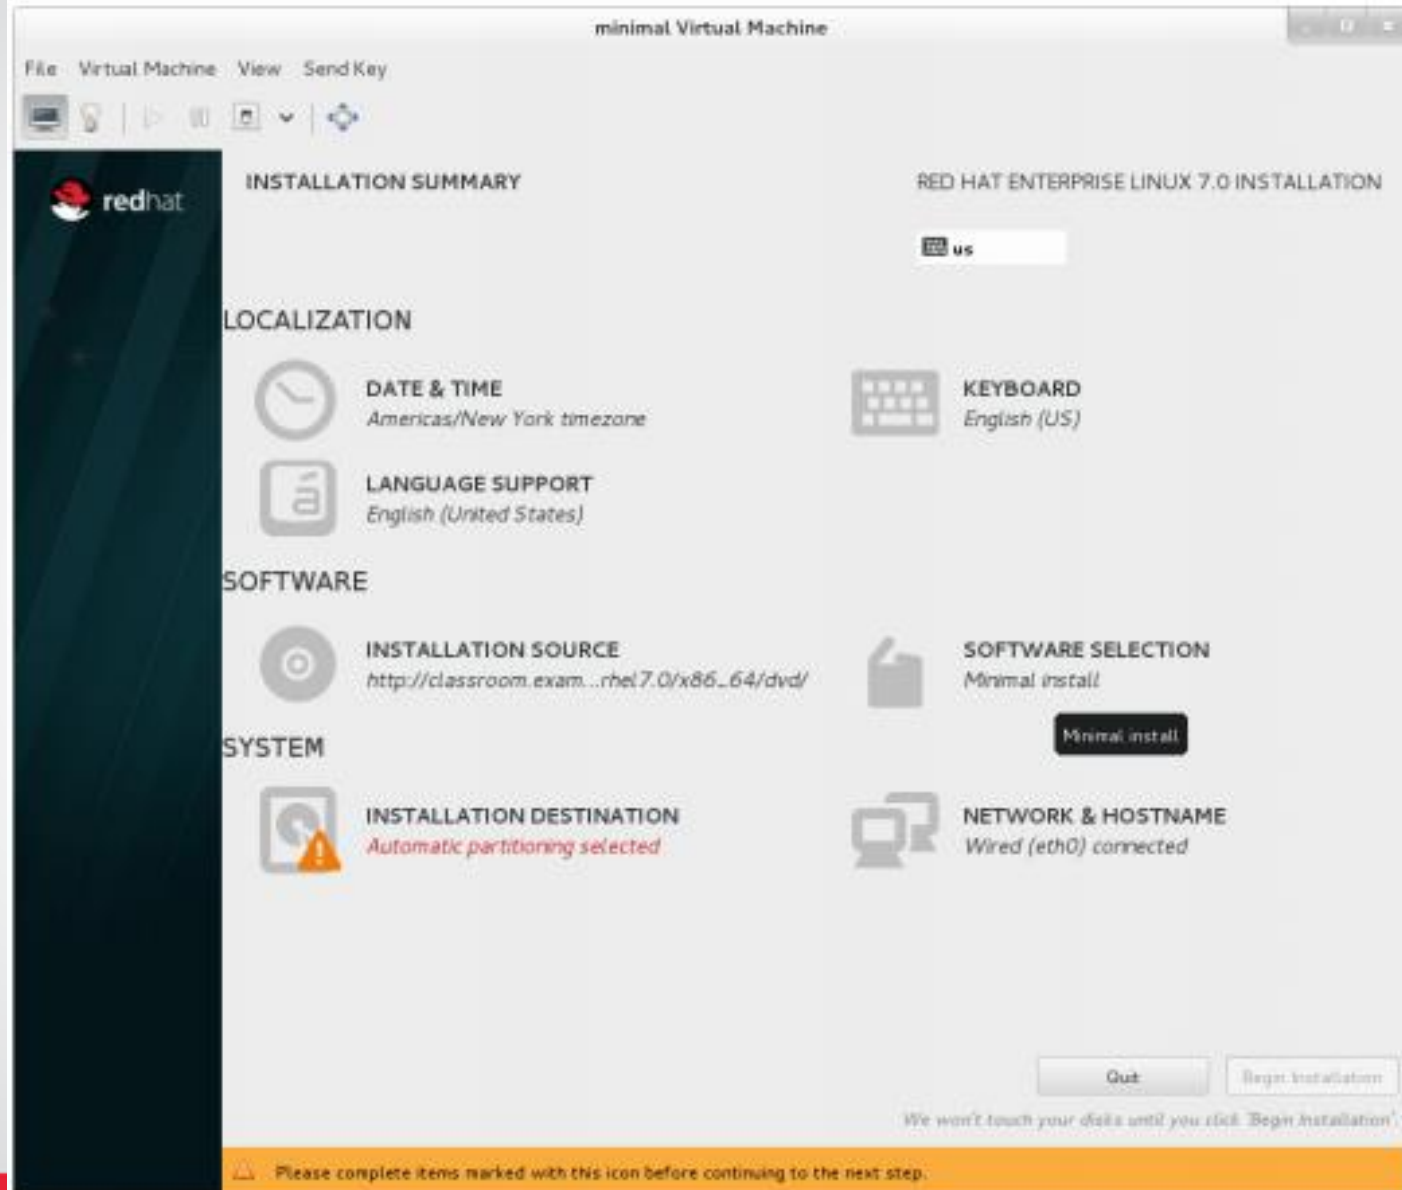 minimal Virtual Machine
File Virtual Machine View Send Key
redhat
INSTALLATION SUMMARY
RED HAT ENTERPRISE LINUX 7.0 INSTALLATION
us
LOCALIZATION
DATE & TIME
Americas/New York timezone
KEYBOARD
English (US)
LANGUAGE SUPPORT
English (United States)
SOFTWARE
INSTALLATION SOURCE
http://classroom.exam...rhel7.0/x86_64/dvd/
SOFTWARE SELECTION
Minimal install
Minimal install
SYSTEM
INSTALLATION DESTINATION
Automatic partitioning selected
NETWORK & HOSTNAME
Wired (eth0) connected
Quit
Begin Installation
We won't touch your disks until you click 'Begin Installation'.
Please complete items marked with this icon before continuing to the next step.